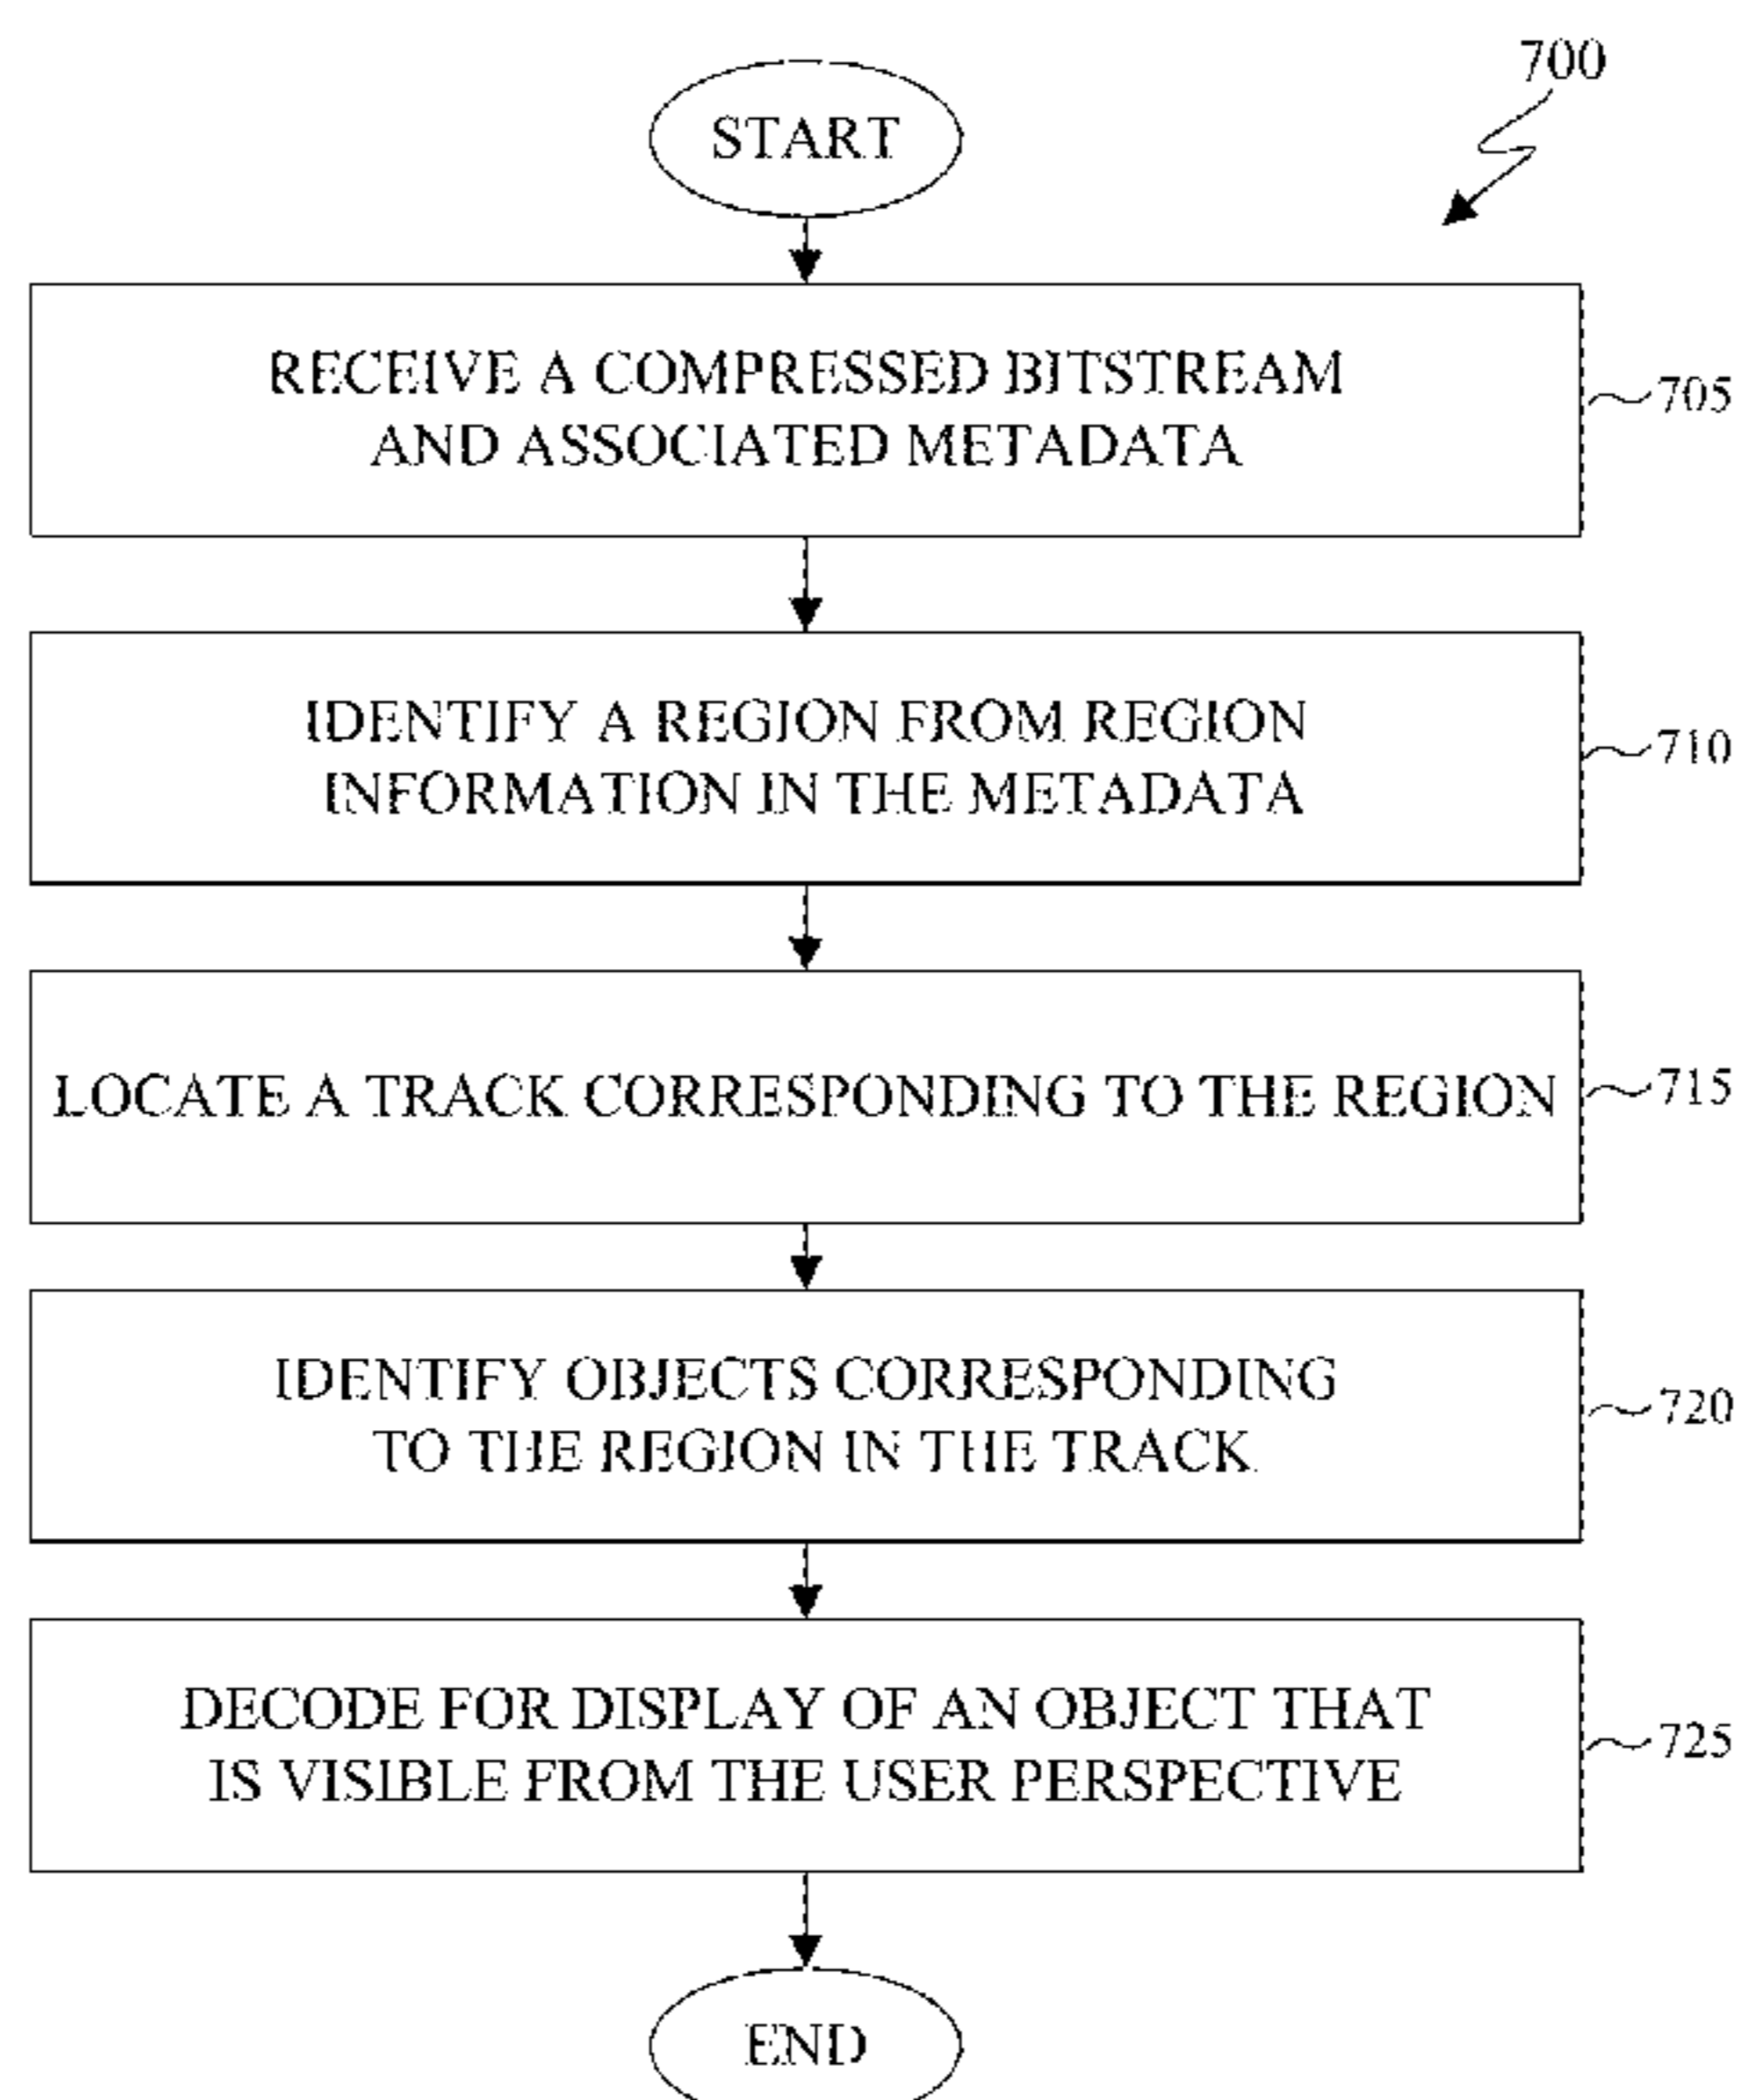 700
START
RECEIVE A COMPRESSED BITSTREAM
AND ASSOCIATED METADATA
705
IDENTIFY A REGION FROM REGION
INFORMATION IN THE METADATA
710
LOCATE A TRACK CORRESPONDING TO THE REGION
715
IDENTIFY OBJECTS CORRESPONDING
TO THE REGION IN THE TRACK
720
DECODE FOR DISPLAY OF AN OBJECT THAT
IS VISIBLE FROM THE USER PERSPECTIVE
725
END